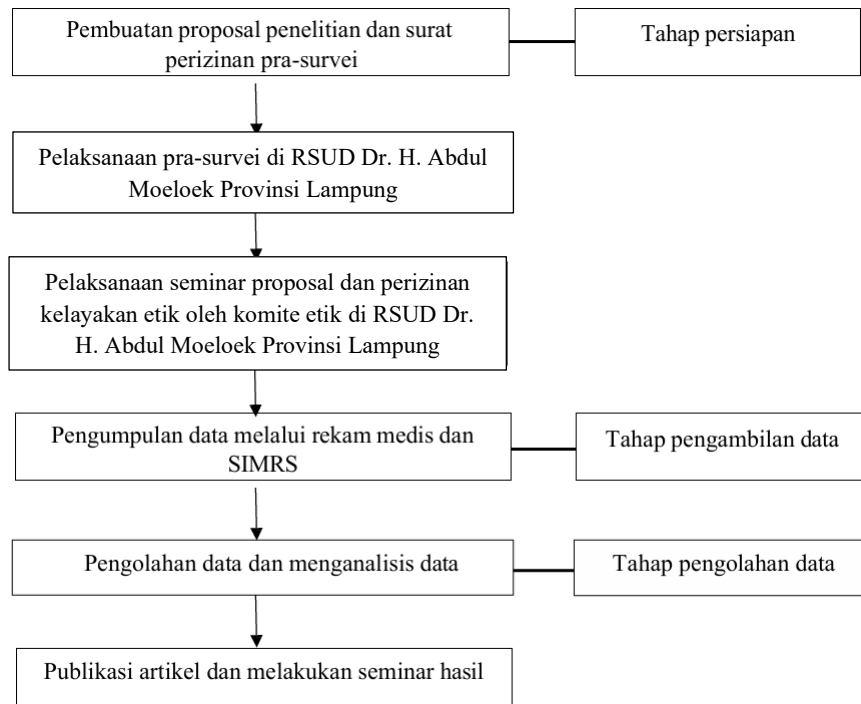 Pembuatan proposal penelitian dan surat
perizinan pra-survei
Tahap persiapan
Pelaksanaan pra-survei di RSUD Dr. H. Abdul
Moeloek Provinsi Lampung
Pelaksanaan seminar proposal dan perizinan
kelayakan etik oleh komite etik di RSUD Dr.
H. Abdul Moeloek Provinsi Lampung
Pengumpulan data melalui rekam medis dan
SIMRS
Tahap pengambilan data
Pengolahan data dan menganalisis data
Tahap pengolahan data
Publikasi artikel dan melakukan seminar hasil